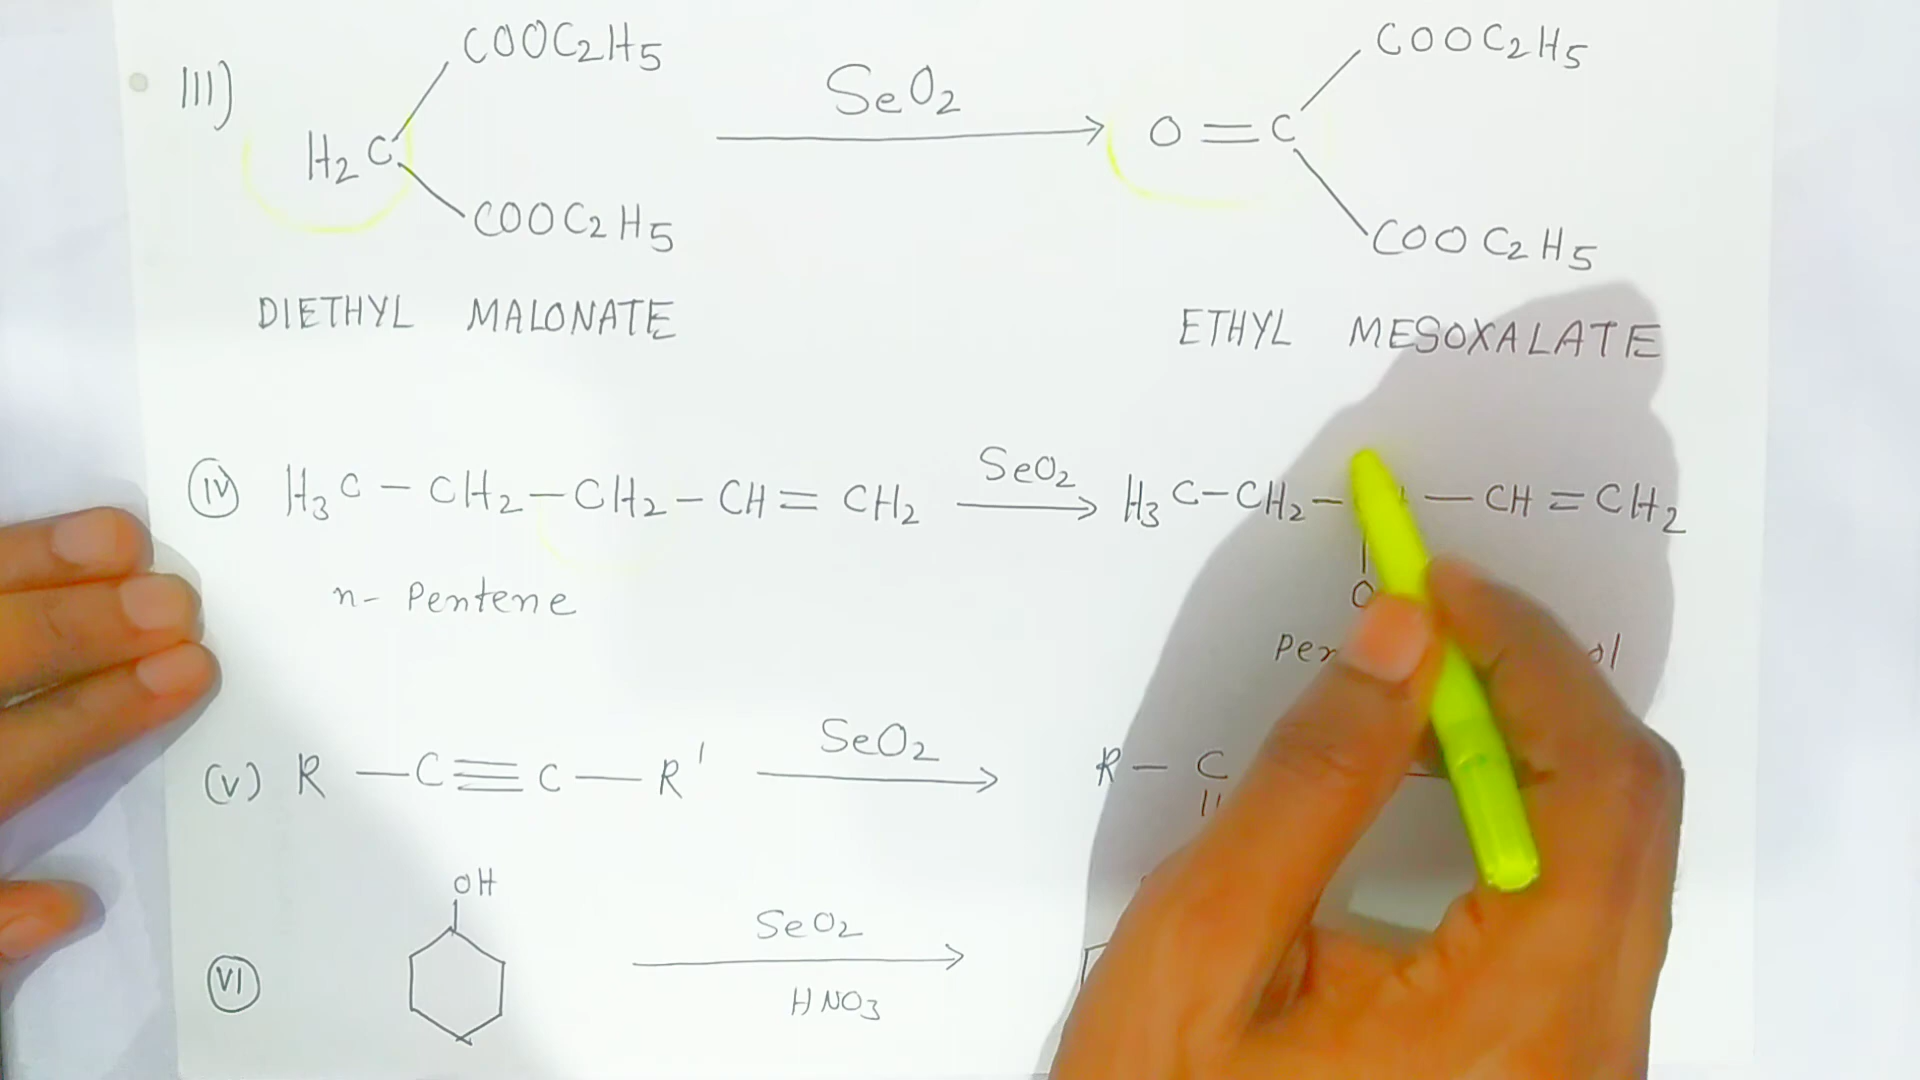 III) H2C COOC2H5 COOC2H5 SeO2 O=C COOC2H5 COOC2H5
DIETHYL MALONATE ETHYL MESOXALATE
(IV) H3C-CH2-CH2-CH=CH2 SeO2 H3C-CH2- -CH=CH2
O
n-Pentene
(V) R-C≡C-R' SeO2 R-C
OH
(VI) SeO2 HNO3